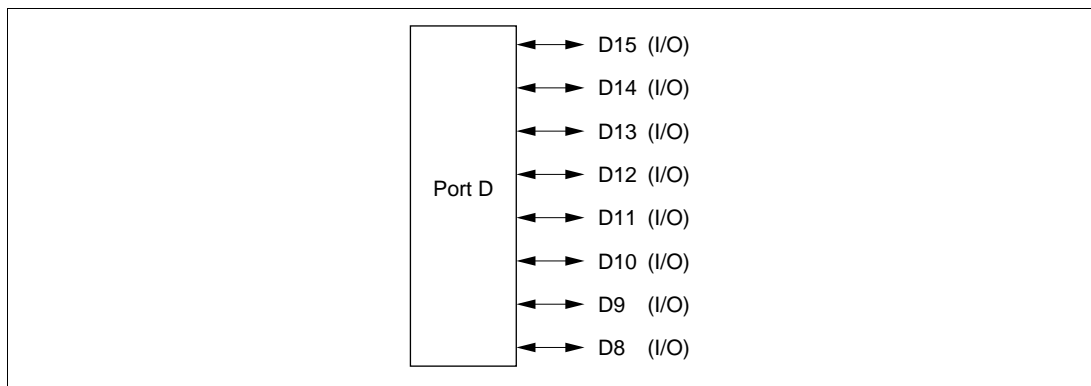 D15 (I/O)
D14 (I/O)
D13 (I/O)
D12 (I/O)
Port D
D11 (I/O)
D10 (I/O)
D9 (I/O)
D8 (I/O)